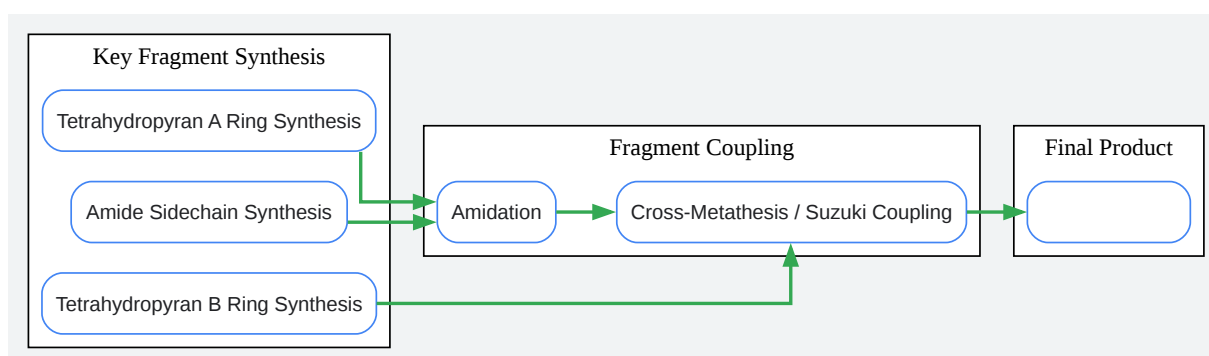 Key Fragment Synthesis
Tetrahydropyran A Ring Synthesis
Amide Sidechain Synthesis
Tetrahydropyran B Ring Synthesis
Fragment Coupling
Amidation
Cross-Metathesis / Suzuki Coupling
Final Product